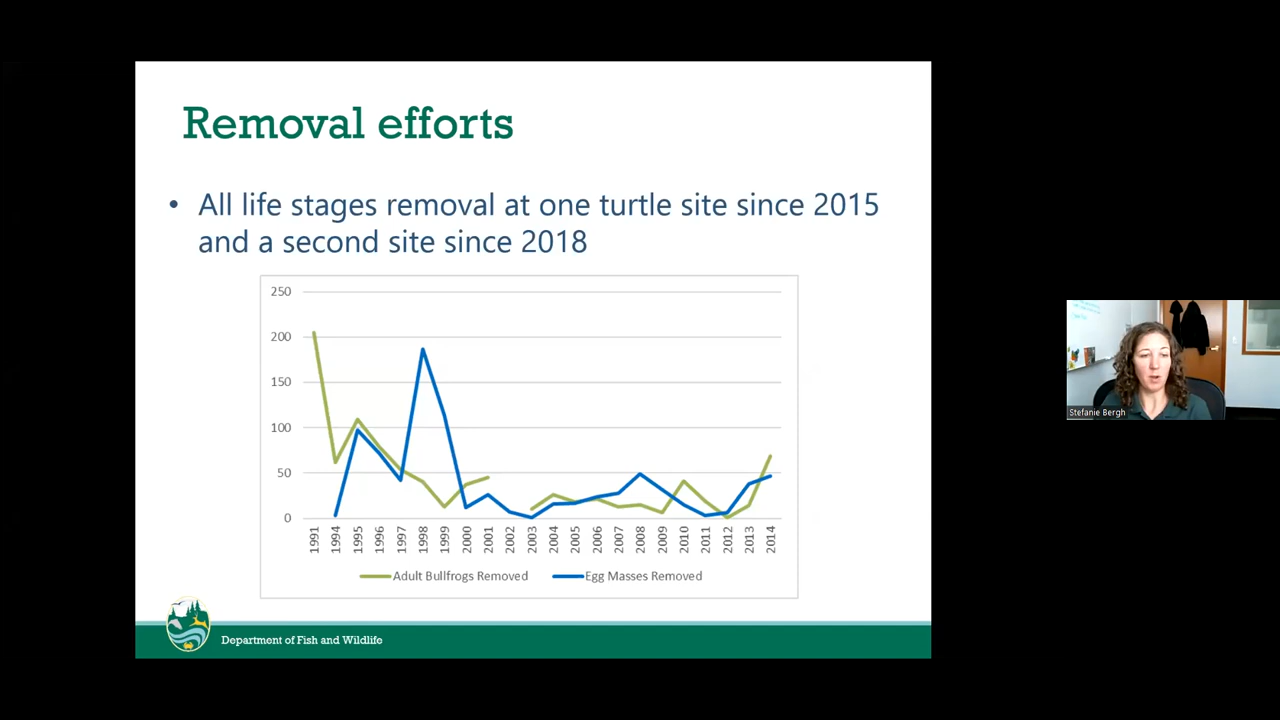 Removal efforts
• All life stages removal at one turtle site since 2015
and a second site since 2018
250
200
150
100
50
0
1991 1994 1995 1996 1997 1998 1999 2000 2001 2002 2003 2004 2005 2006 2007 2008 2009 2010 2011 2012 2013 2014
Adult Bullfrogs Removed Egg Masses Removed
Department of Fish and Wildlife
Stefanie Bergh